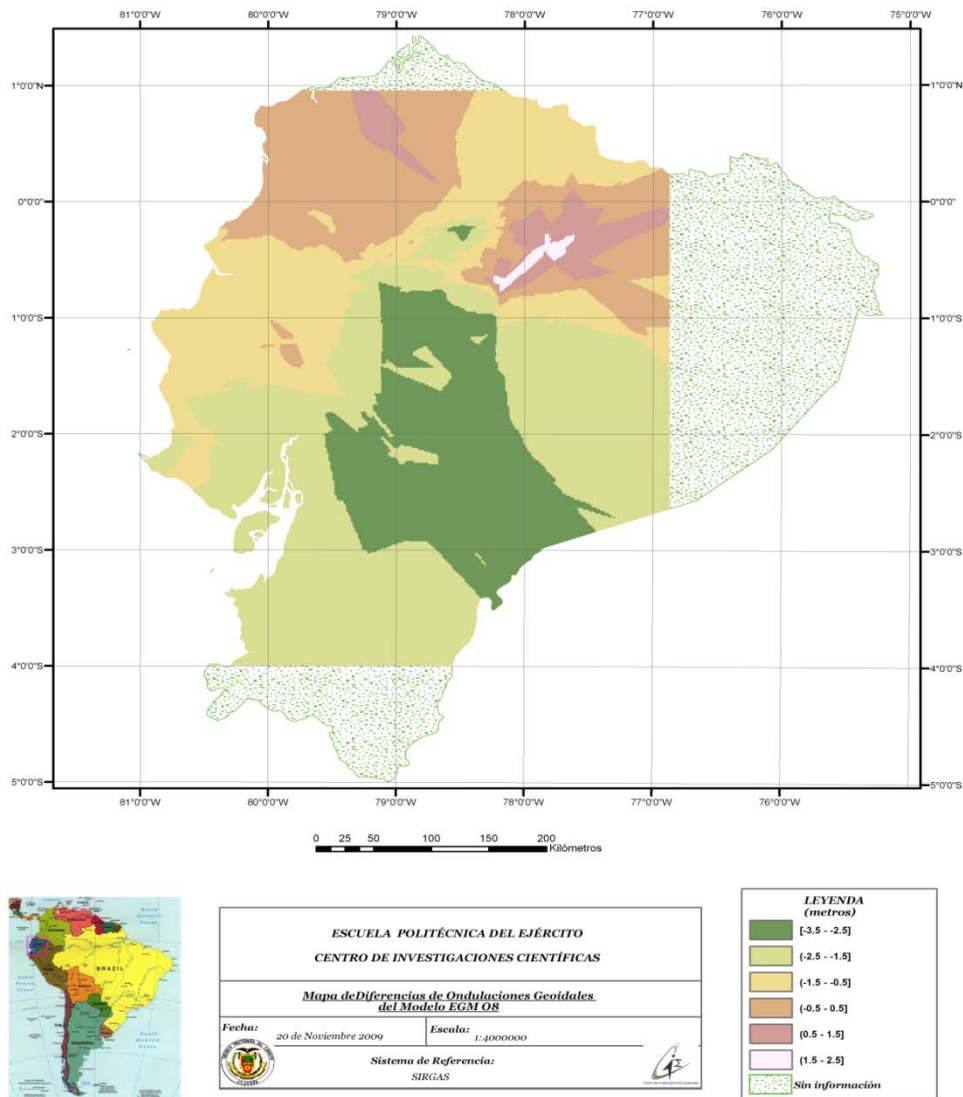 81°0'0"W 80°0'0"W 79°0'0"W 78°0'0"W 77°0'0"W 76°0'0"W 75°0'0"W
1°0'0"N 1°0'0"N
0°0'0" 0°0'0"
1°0'0"S 1°0'0"S
2°0'0"S 2°0'0"S
3°0'0"S 3°0'0"S
4°0'0"S 4°0'0"S
5°0'0"S 5°0'0"S
81°0'0"W 80°0'0"W 79°0'0"W 78°0'0"W 77°0'0"W 76°0'0"W 75°0'0"W
0 25 50 100 150 200
Kilómetros
BRAZIL
ESCUELA POLITÉCNICA DEL EJÉRCITO
CENTRO DE INVESTIGACIONES CIENTÍFICAS
Mapa deDiferencias de Ondulaciones Geoidales
del Modelo EGM O8
Fecha:
20 de Noviembre 2009
Escala:
1:4000000
Sistema de Referencia:
SIRGAS
LEYENDA
(metros)
[-3.5 - -2.5]
(-2.5 - -1.5]
(-1.5 - -0.5]
(-0.5 - 0.5]
(0.5 - 1.5]
(1.5 - 2.5]
Sin información